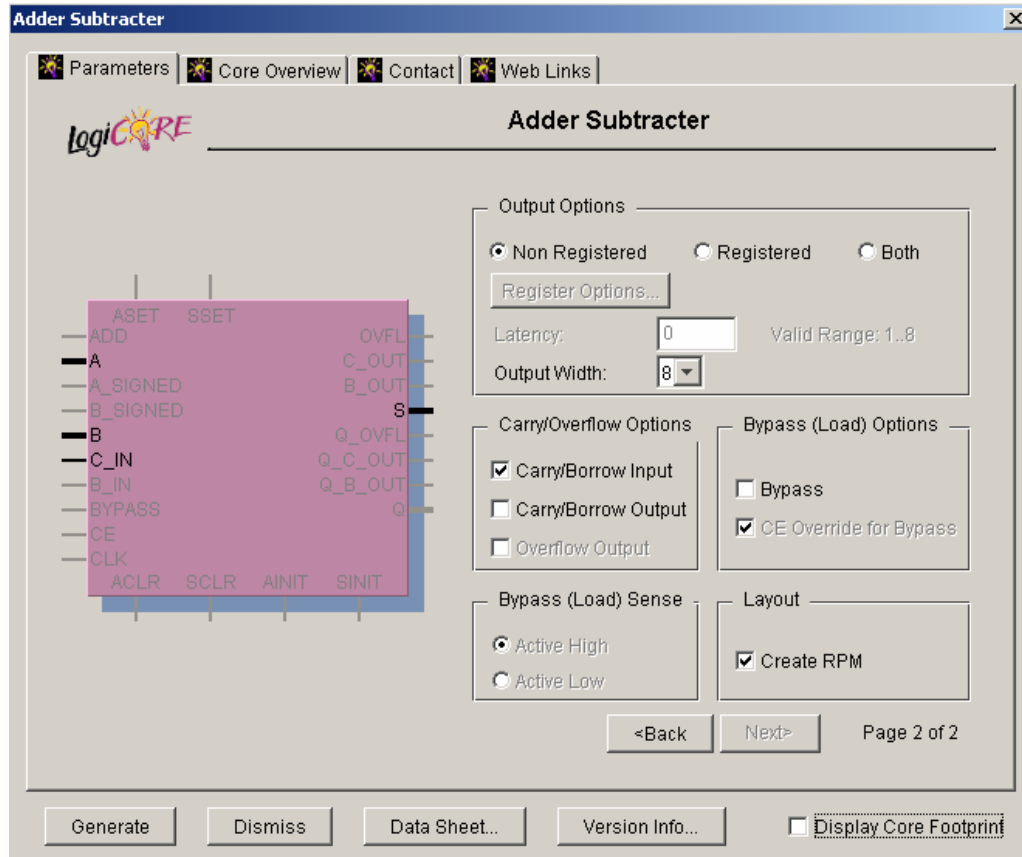 Adder Subtracter
Parameters Core Overview Contact Web Links
LogiCORE
Adder Subtracter
Output Options
Non Registered Registered Both
Register Options...
Latency: 0 Valid Range: 1..8
Output Width: 8
ASET SSET
ADD OVFL
A C_OUT
A_SIGNED B_OUT
B_SIGNED S
B Q_OVFL
C_IN Q_C_OUT
B_IN Q_B_OUT
BYPASS Q
CE
CLK
ACLR SCLR AINIT SINIT
Carry/Overflow Options
Carry/Borrow Input
Carry/Borrow Output
Overflow Output
Bypass (Load) Options
Bypass
CE Override for Bypass
Bypass (Load) Sense
Active High
Active Low
Layout
Create RPM
<Back Next> Page 2 of 2
Generate Dismiss Data Sheet... Version Info... Display Core Footprint